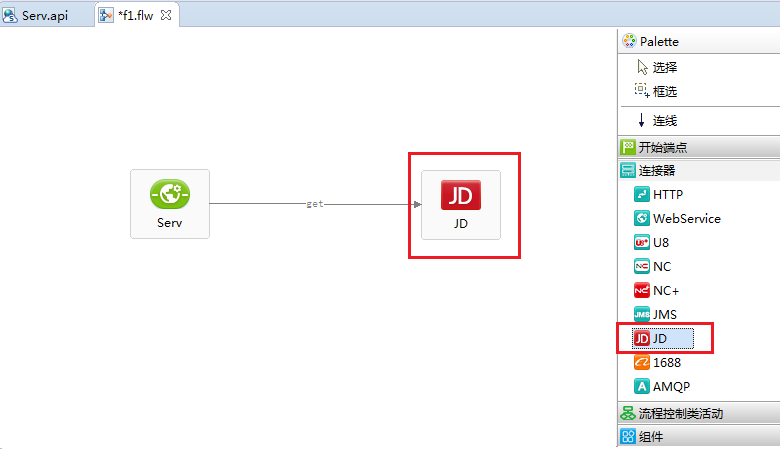 Serv.api
*f1.flw
Palette
选择
框选
连线
开始端点
连接器
HTTP
WebService
U8
NC
NC+
JMS
JD
1688
AMQP
流程控制类活动
组件
Serv
get
JD
JD